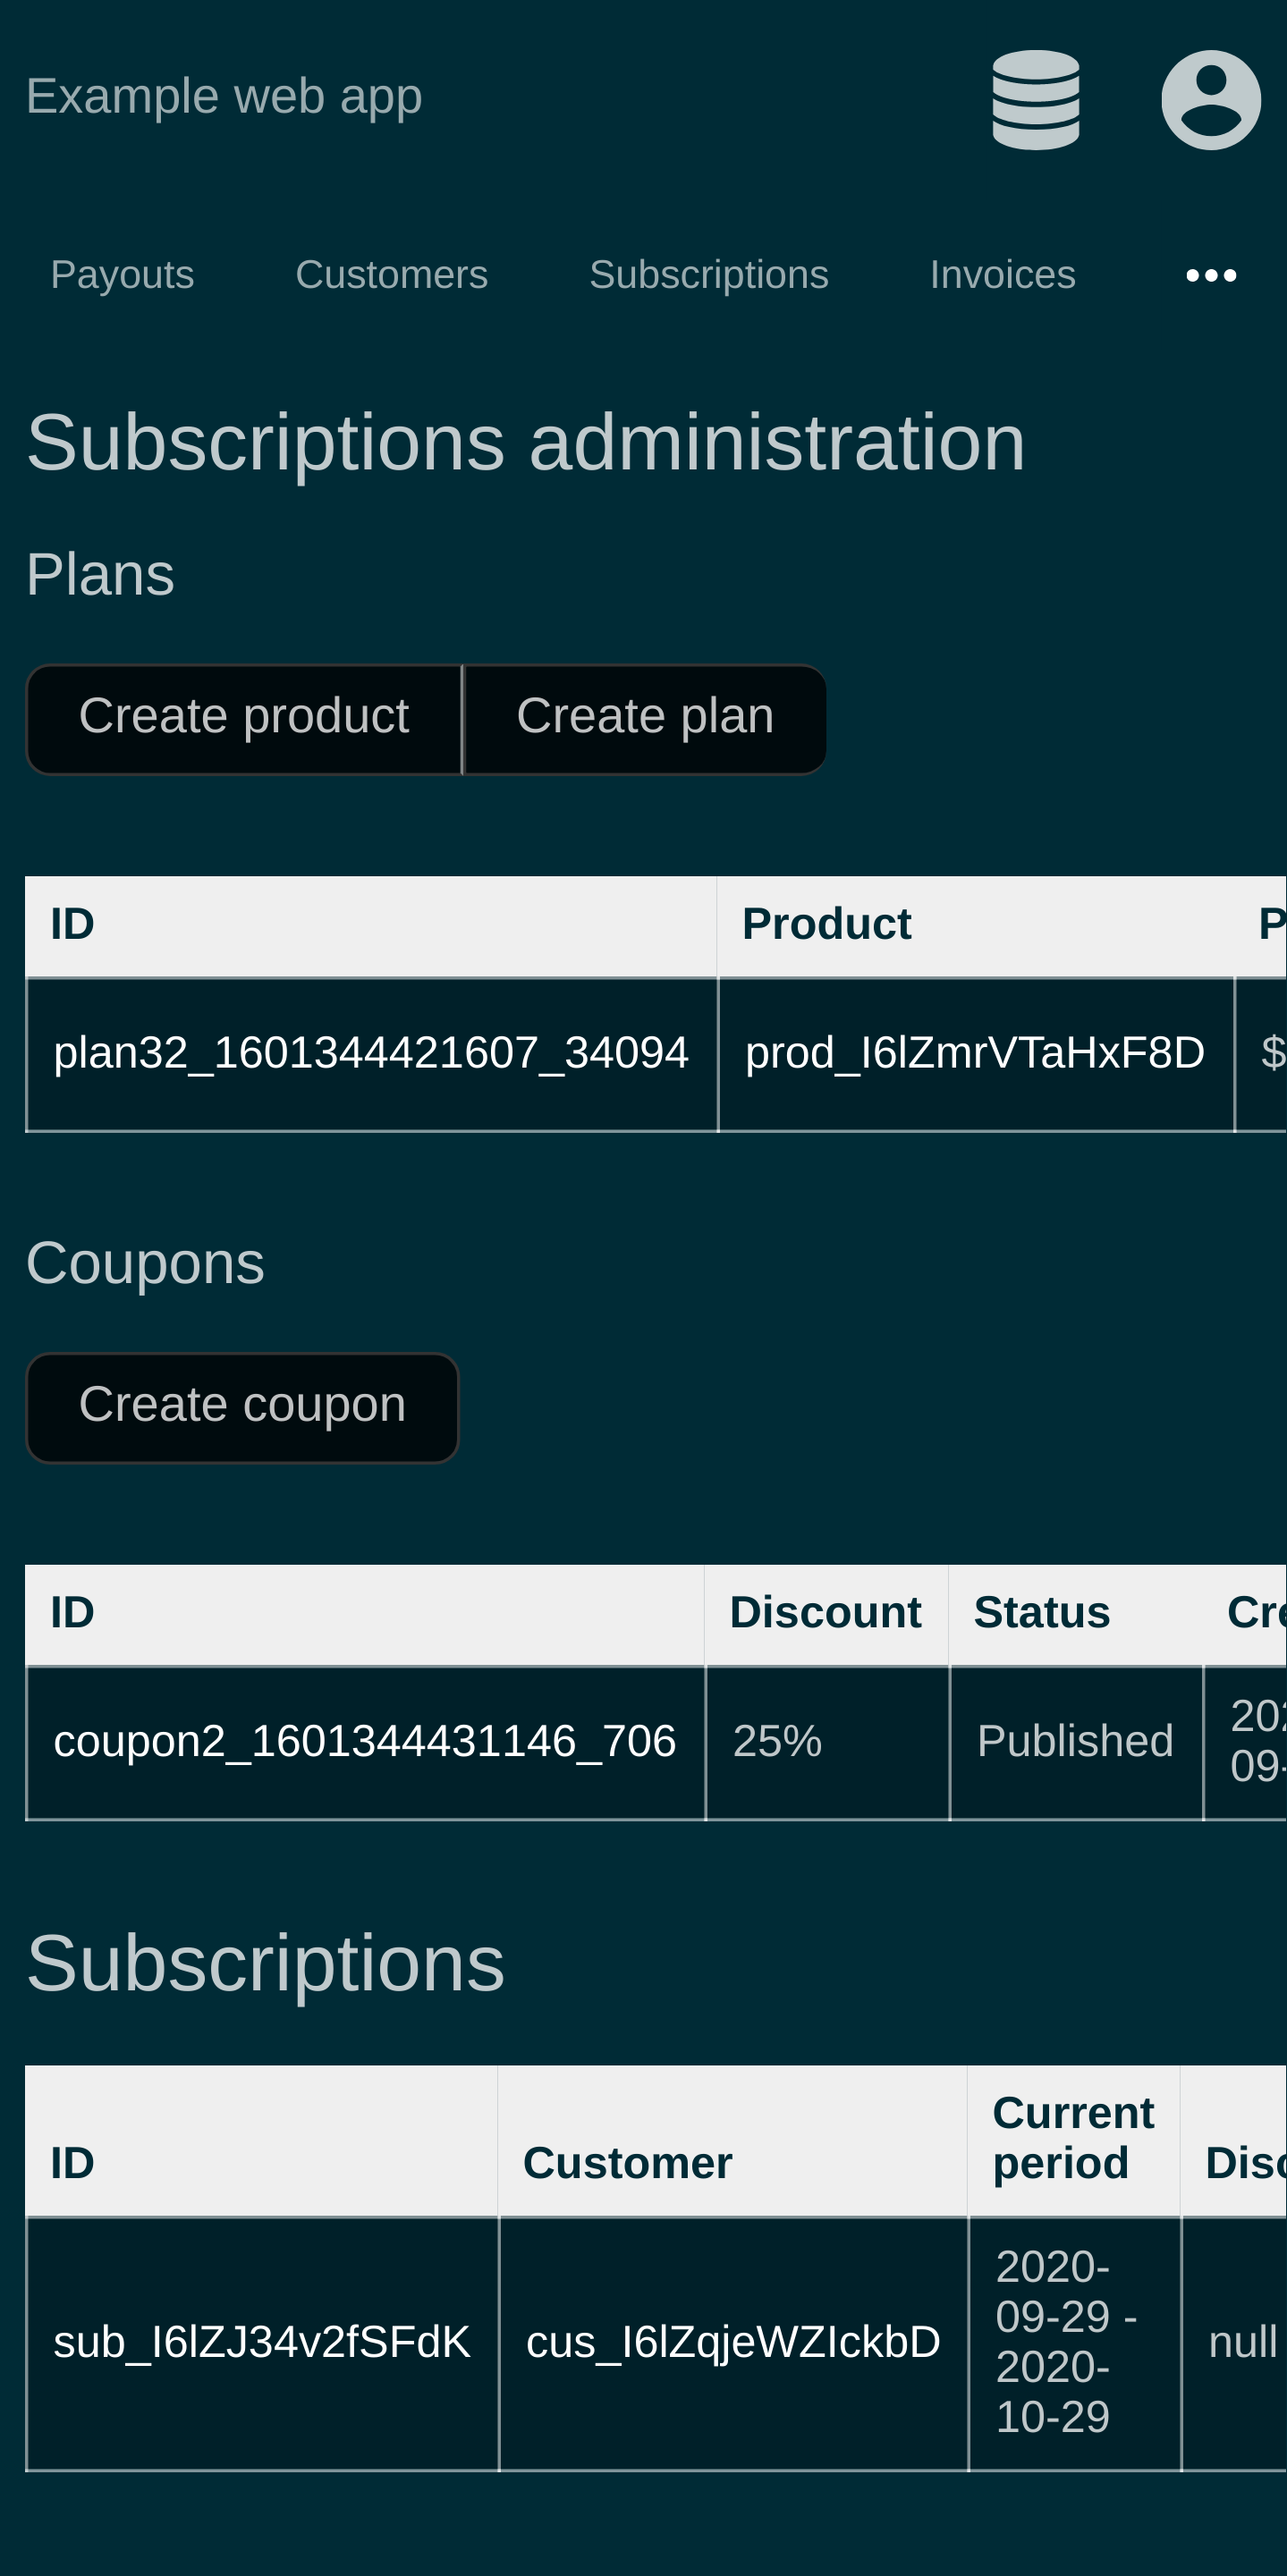 Example web app
Payouts Customers Subscriptions Invoices •••
Subscriptions administration
Plans
Create product Create plan
ID Product P
plan32_1601344421607_34094 prod_I6lZmrVTaHxF8D $
Coupons
Create coupon
ID Discount Status Cre
coupon2_1601344431146_706 25% Published 202
09-
Subscriptions
ID Customer Current period Disc
sub_I6lZJ34v2fSFdK cus_I6lZqjeWZIckbD 2020-
09-29 -
2020-
10-29
null